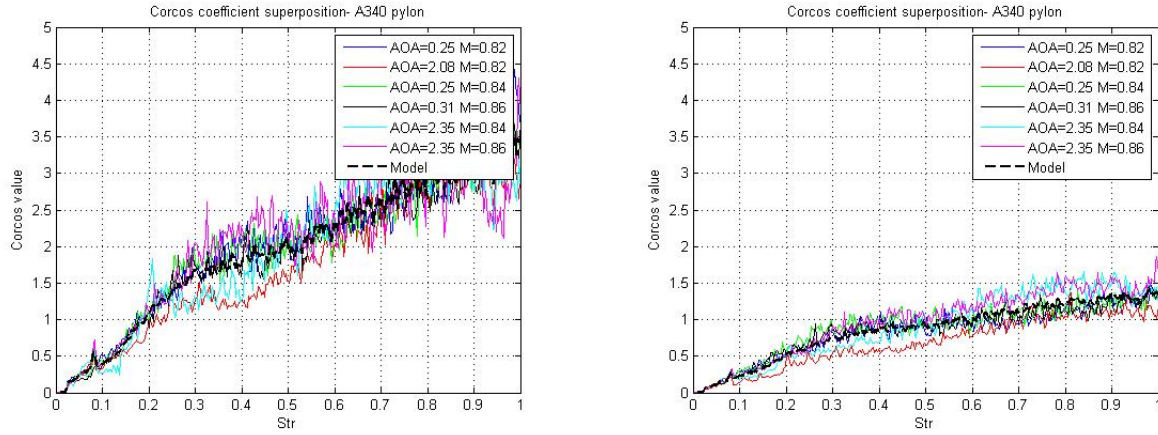 Corcos coefficient superposition- A340 pylon
5
4.5
4
3.5
3
2.5
2
1.5
1
0.5
0
Corcos value
AOA=0.25 M=0.82
AOA=2.08 M=0.82
AOA=0.25 M=0.84
AOA=0.31 M=0.86
AOA=2.35 M=0.84
AOA=2.35 M=0.86
Model
0 0.1 0.2 0.3 0.4 0.5 0.6 0.7 0.8 0.9 1
Str
Corcos coefficient superposition- A340 pylon
5
4.5
4
3.5
3
2.5
2
1.5
1
0.5
0
Corcos value
AOA=0.25 M=0.82
AOA=2.08 M=0.82
AOA=0.25 M=0.84
AOA=0.31 M=0.86
AOA=2.35 M=0.84
AOA=2.35 M=0.86
Model
0 0.1 0.2 0.3 0.4 0.5 0.6 0.7 0.8 0.9 1
Str